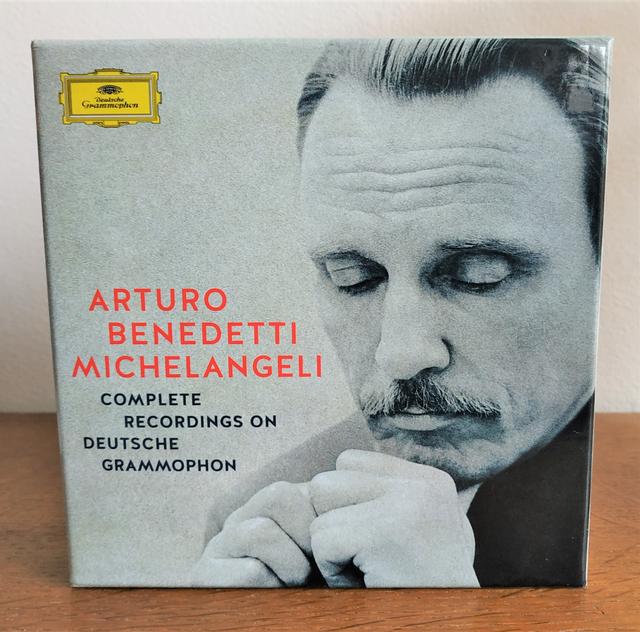 Deutsche
Grammophon
ARTURO
BENEDETTI
MICHELANGELI
COMPLETE
RECORDINGS ON
DEUTSCHE
GRAMMOPHON